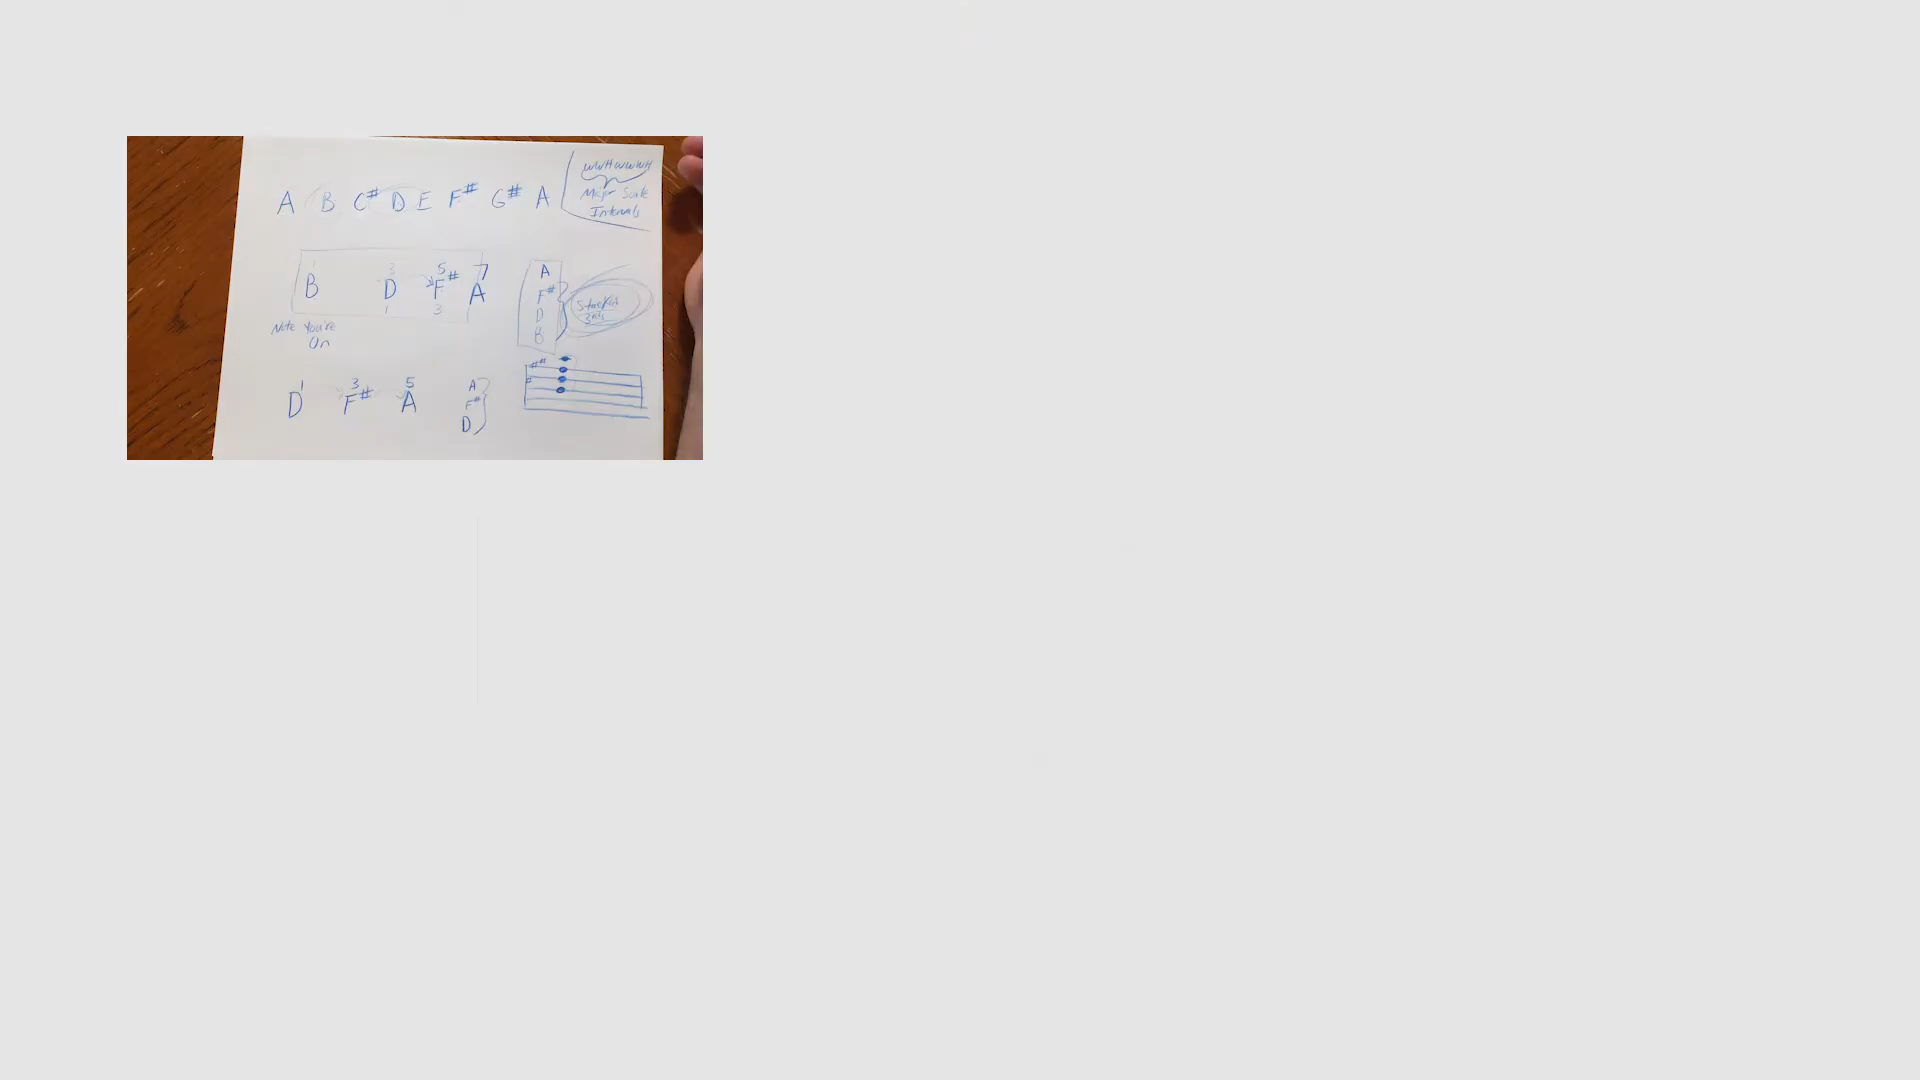 A B C# D E F# G# A
WWHWWWH
Major Scale
Intervals
1 3 5 7
B D F# A
1 3
Note You're
On
A
F#
D
B
Stacked
3rds
1 3 5
D F# A
A
F#
D
# #
#